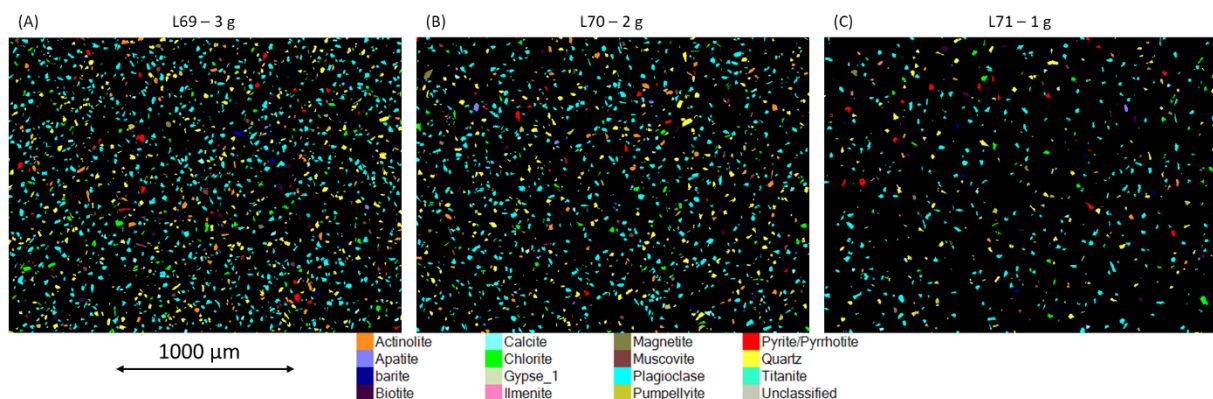 (A) L69 – 3 g (B) L70 – 2 g (C) L71 – 1 g
1000 µm
Actinolite Calcite Magnetite Pyrite/Pyrrhotite
Apatite Chlorite Muscovite Quartz
barite Gypse_1 Plagioclase Titanite
Biotite Ilmenite Pumpellyite Unclassified